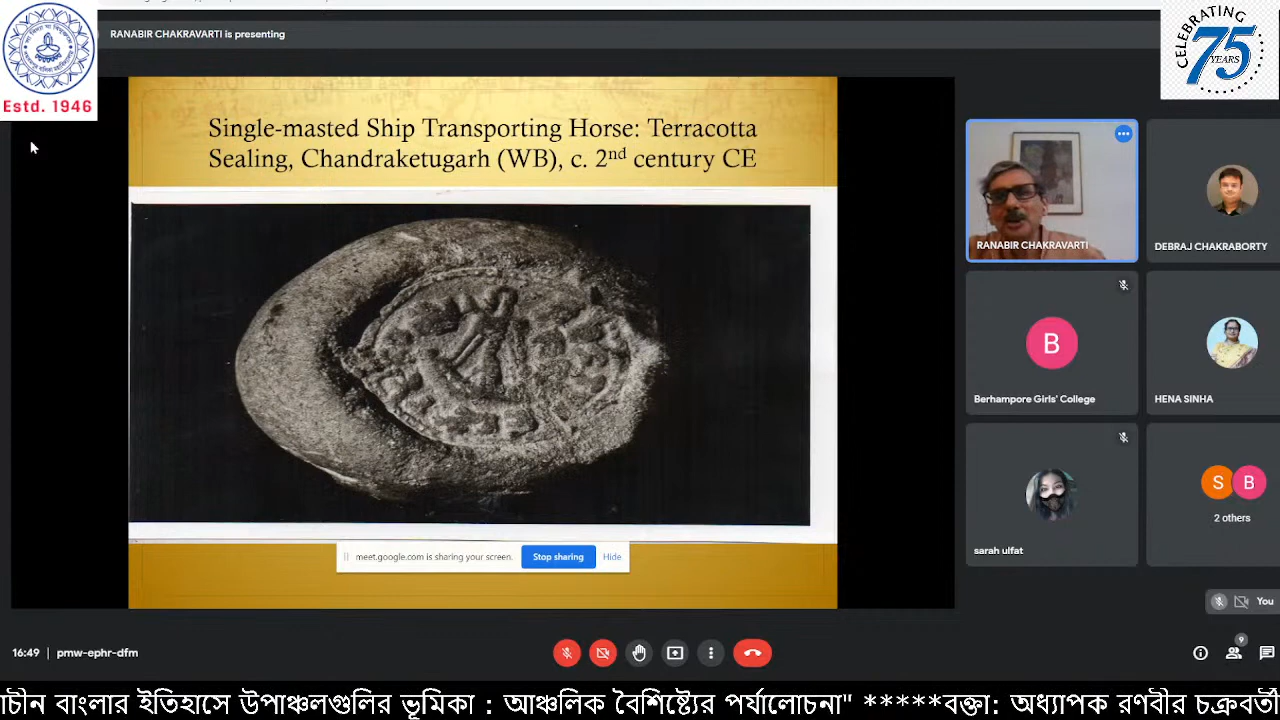 Estd. 1946
RANABIR CHAKRAVARTI is presenting
CELEBRATING
75
YEARS
Single-masted Ship Transporting Horse: Terracotta
Sealing, Chandraketugarh (WB), c. 2nd century CE
RANABIR CHAKRAVARTI
DEBRAJ CHAKRABORTY
B
Berhampore Girls' College
HENA SINHA
sarah ulfat
S B
2 others
meet.google.com is sharing your screen.
Stop sharing
Hide
You
16:49 | pmw-ephr-dfm
9
চীন বাংলার ইতিহাসে উপাঞ্চলগুলির ভূমিকা : আঞ্চলিক বৈশিষ্ট্যের পর্যালোচনা" *****বক্তা: অধ্যাপক রণবীর চক্রবর্তী